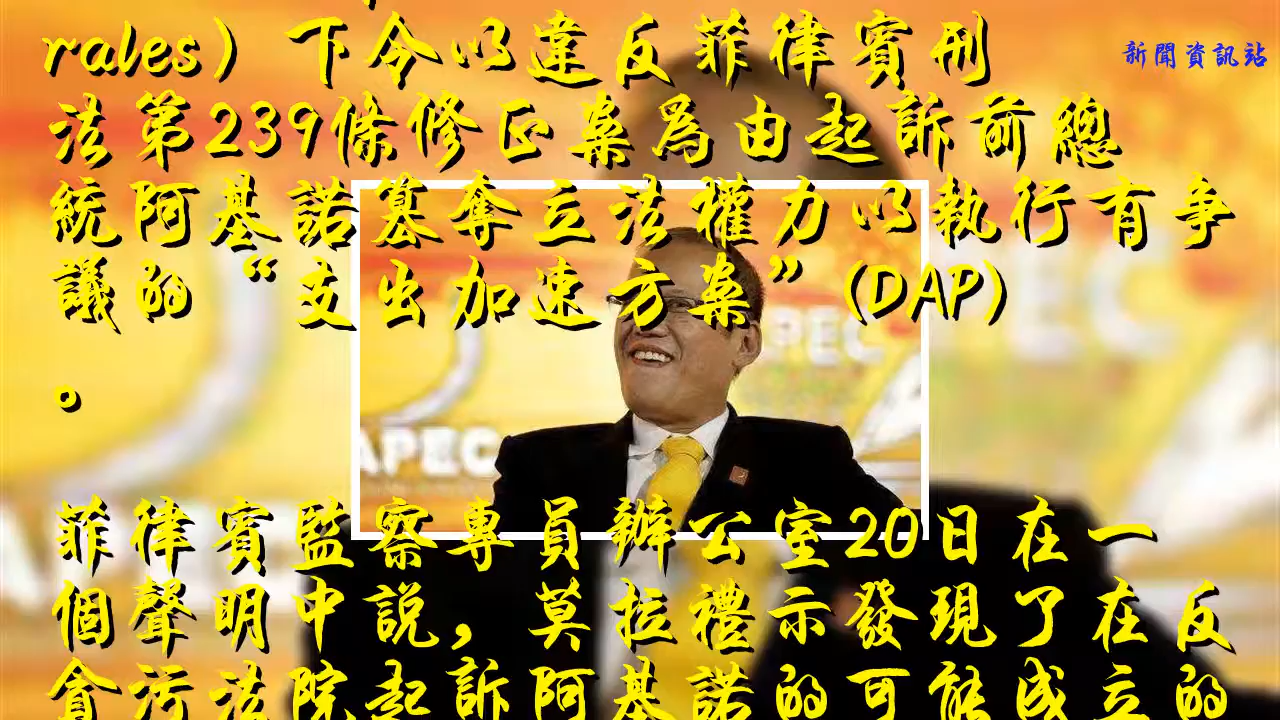 rales）下令以違反菲律賓刑
新聞資訊站
法第239條修正案為由起訴前總
統阿基諾篡奪立法權力以執行有爭
議的“支出加速方案”(DAP)
。
APEC
菲律賓監察專員辦公室20日在一
個聲明中說，莫拉禮示發現了在反
貪污法院起訴阿基諾的可能成立的